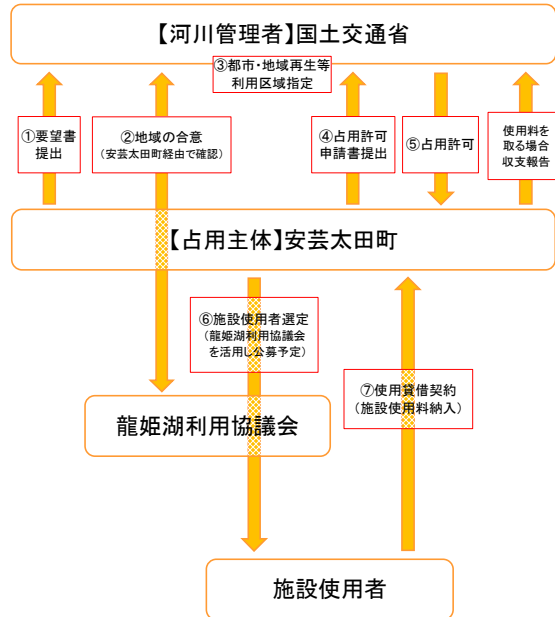 【河川管理者】国土交通省
③都市・地域再生等
利用区域指定
①要望書
提出
②地域の合意
（安芸太田町経由で確認）
④占用許可
申請書提出
⑤占用許可
使用料を
取る場合
収支報告
【占用主体】安芸太田町
⑥施設使用者選定
（龍姫湖利用協議会
を活用し公募予定）
⑦使用貸借契約
（施設使用料納入）
龍姫湖利用協議会
施設使用者